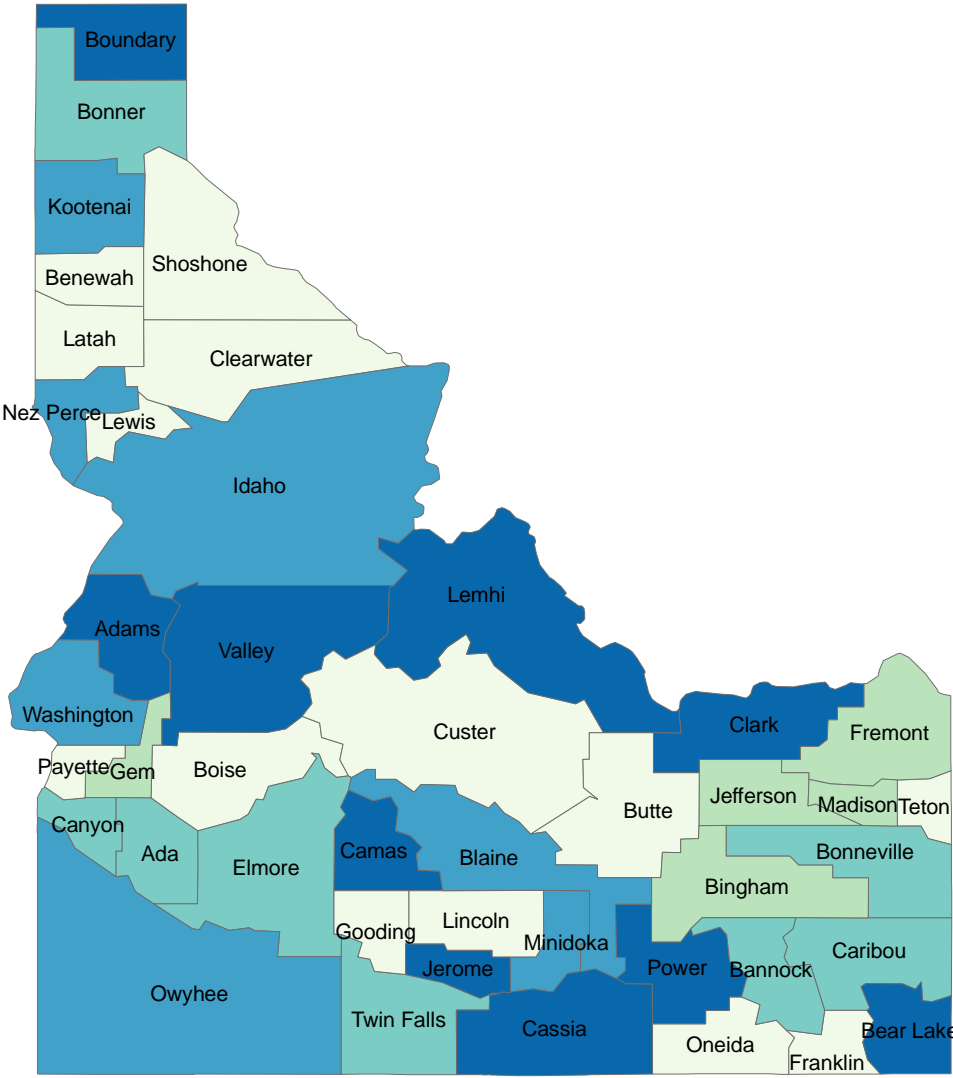 Boundary
Bonner
Kootenai
Shoshone
Benewah
Latah
Clearwater
Nez Perce
Lewis
Idaho
Lemhi
Adams
Valley
Washington
Custer
Clark
Fremont
Payette
Gem
Boise
Jefferson
Madison
Teton
Butte
Canyon
Ada
Elmore
Camas
Blaine
Bonneville
Bingham
Gooding
Lincoln
Minidoka
Caribou
Jerome
Power
Bannock
Owyhee
Twin Falls
Cassia
Bear Lake
Oneida
Franklin